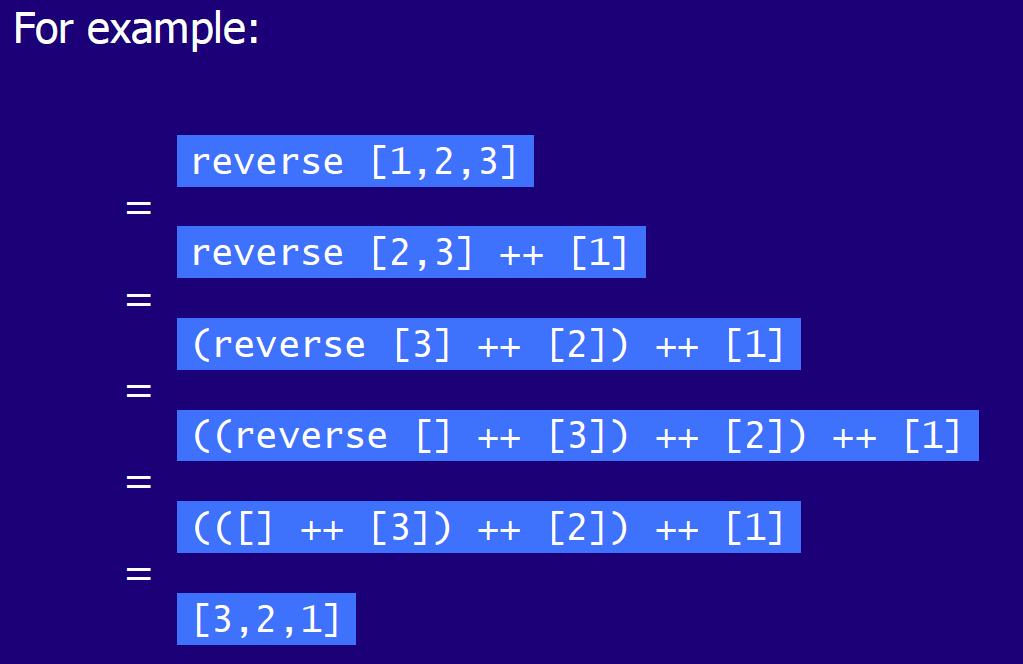 For example:
reverse [1,2,3]
=
reverse [2,3] ++ [1]
=
(reverse [3] ++ [2]) ++ [1]
=
((reverse [] ++ [3]) ++ [2]) ++ [1]
=
(([] ++ [3]) ++ [2]) ++ [1]
=
[3,2,1]